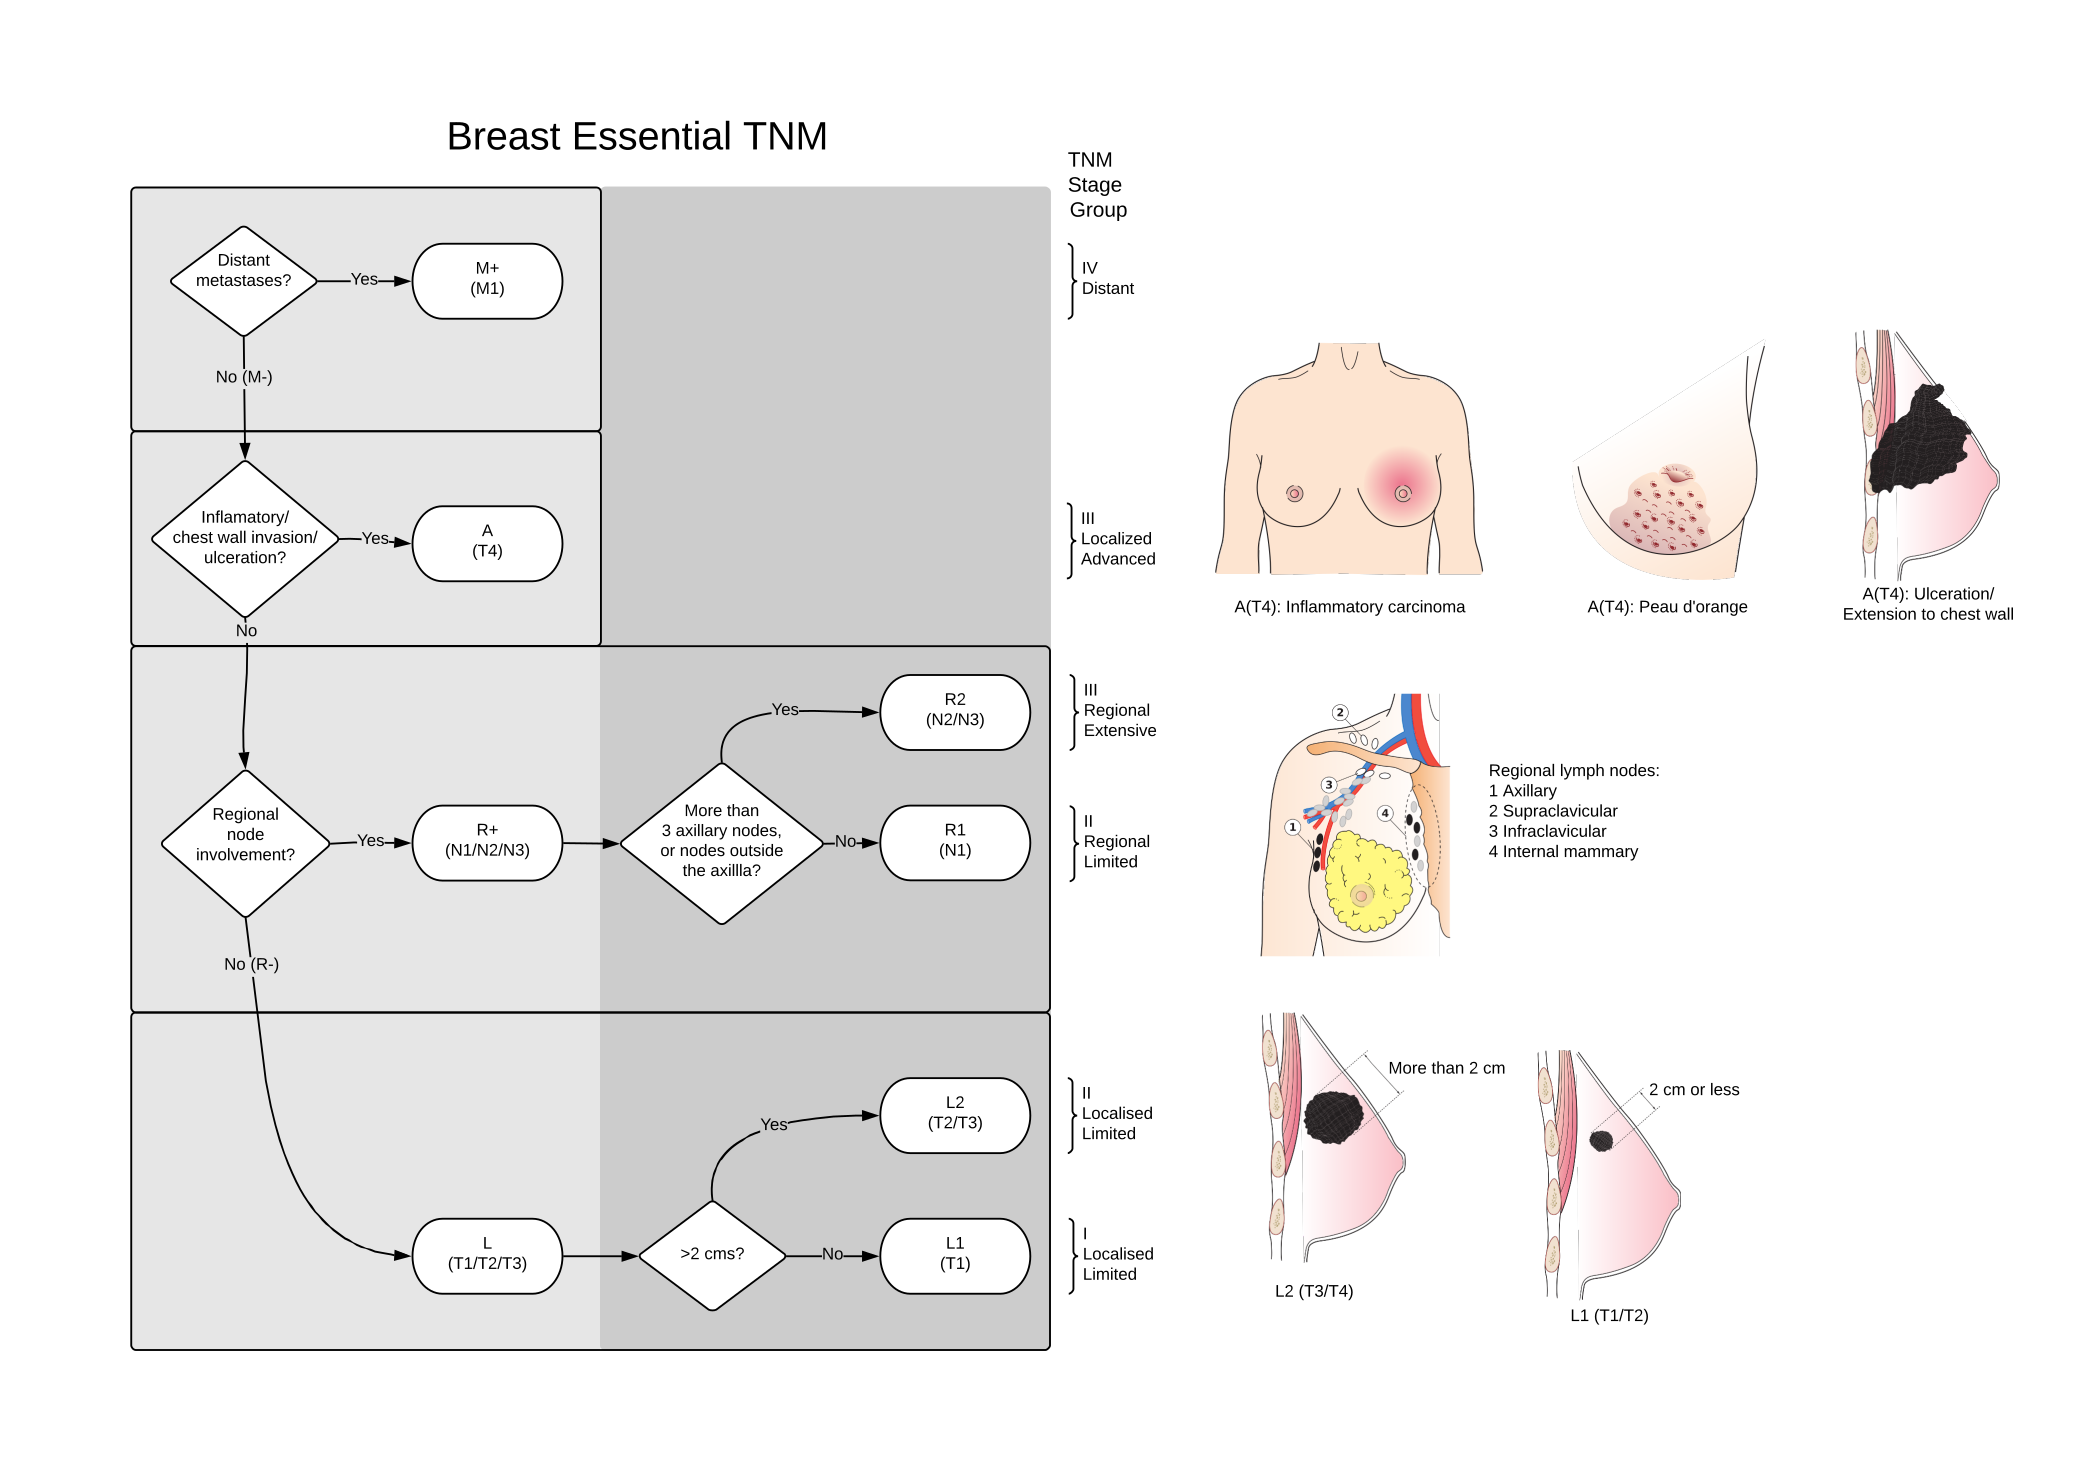 Breast Essential TNM
TNM
Stage
Group
Distant
metastases?
Yes
M+
(M1)
IV
Distant
No (M-)
Inflamatory/
chest wall invasion/
ulceration?
Yes
A
(T4)
III
Localized
Advanced
No
A(T4): Inflammatory carcinoma
A(T4): Peau d'orange
A(T4): Ulceration/
Extension to chest wall
Regional
node
involvement?
Yes
R+
(N1/N2/N3)
More than
3 axillary nodes,
or nodes outside
the axillla?
Yes
R2
(N2/N3)
III
Regional
Extensive
No
R1
(N1)
II
Regional
Limited
No (R-)
2
3
4
1
Regional lymph nodes:
1 Axillary
2 Supraclavicular
3 Infraclavicular
4 Internal mammary
L
(T1/T2/T3)
>2 cms?
Yes
L2
(T2/T3)
II
Localised
Limited
No
L1
(T1)
I
Localised
Limited
More than 2 cm
L2 (T3/T4)
2 cm or less
L1 (T1/T2)